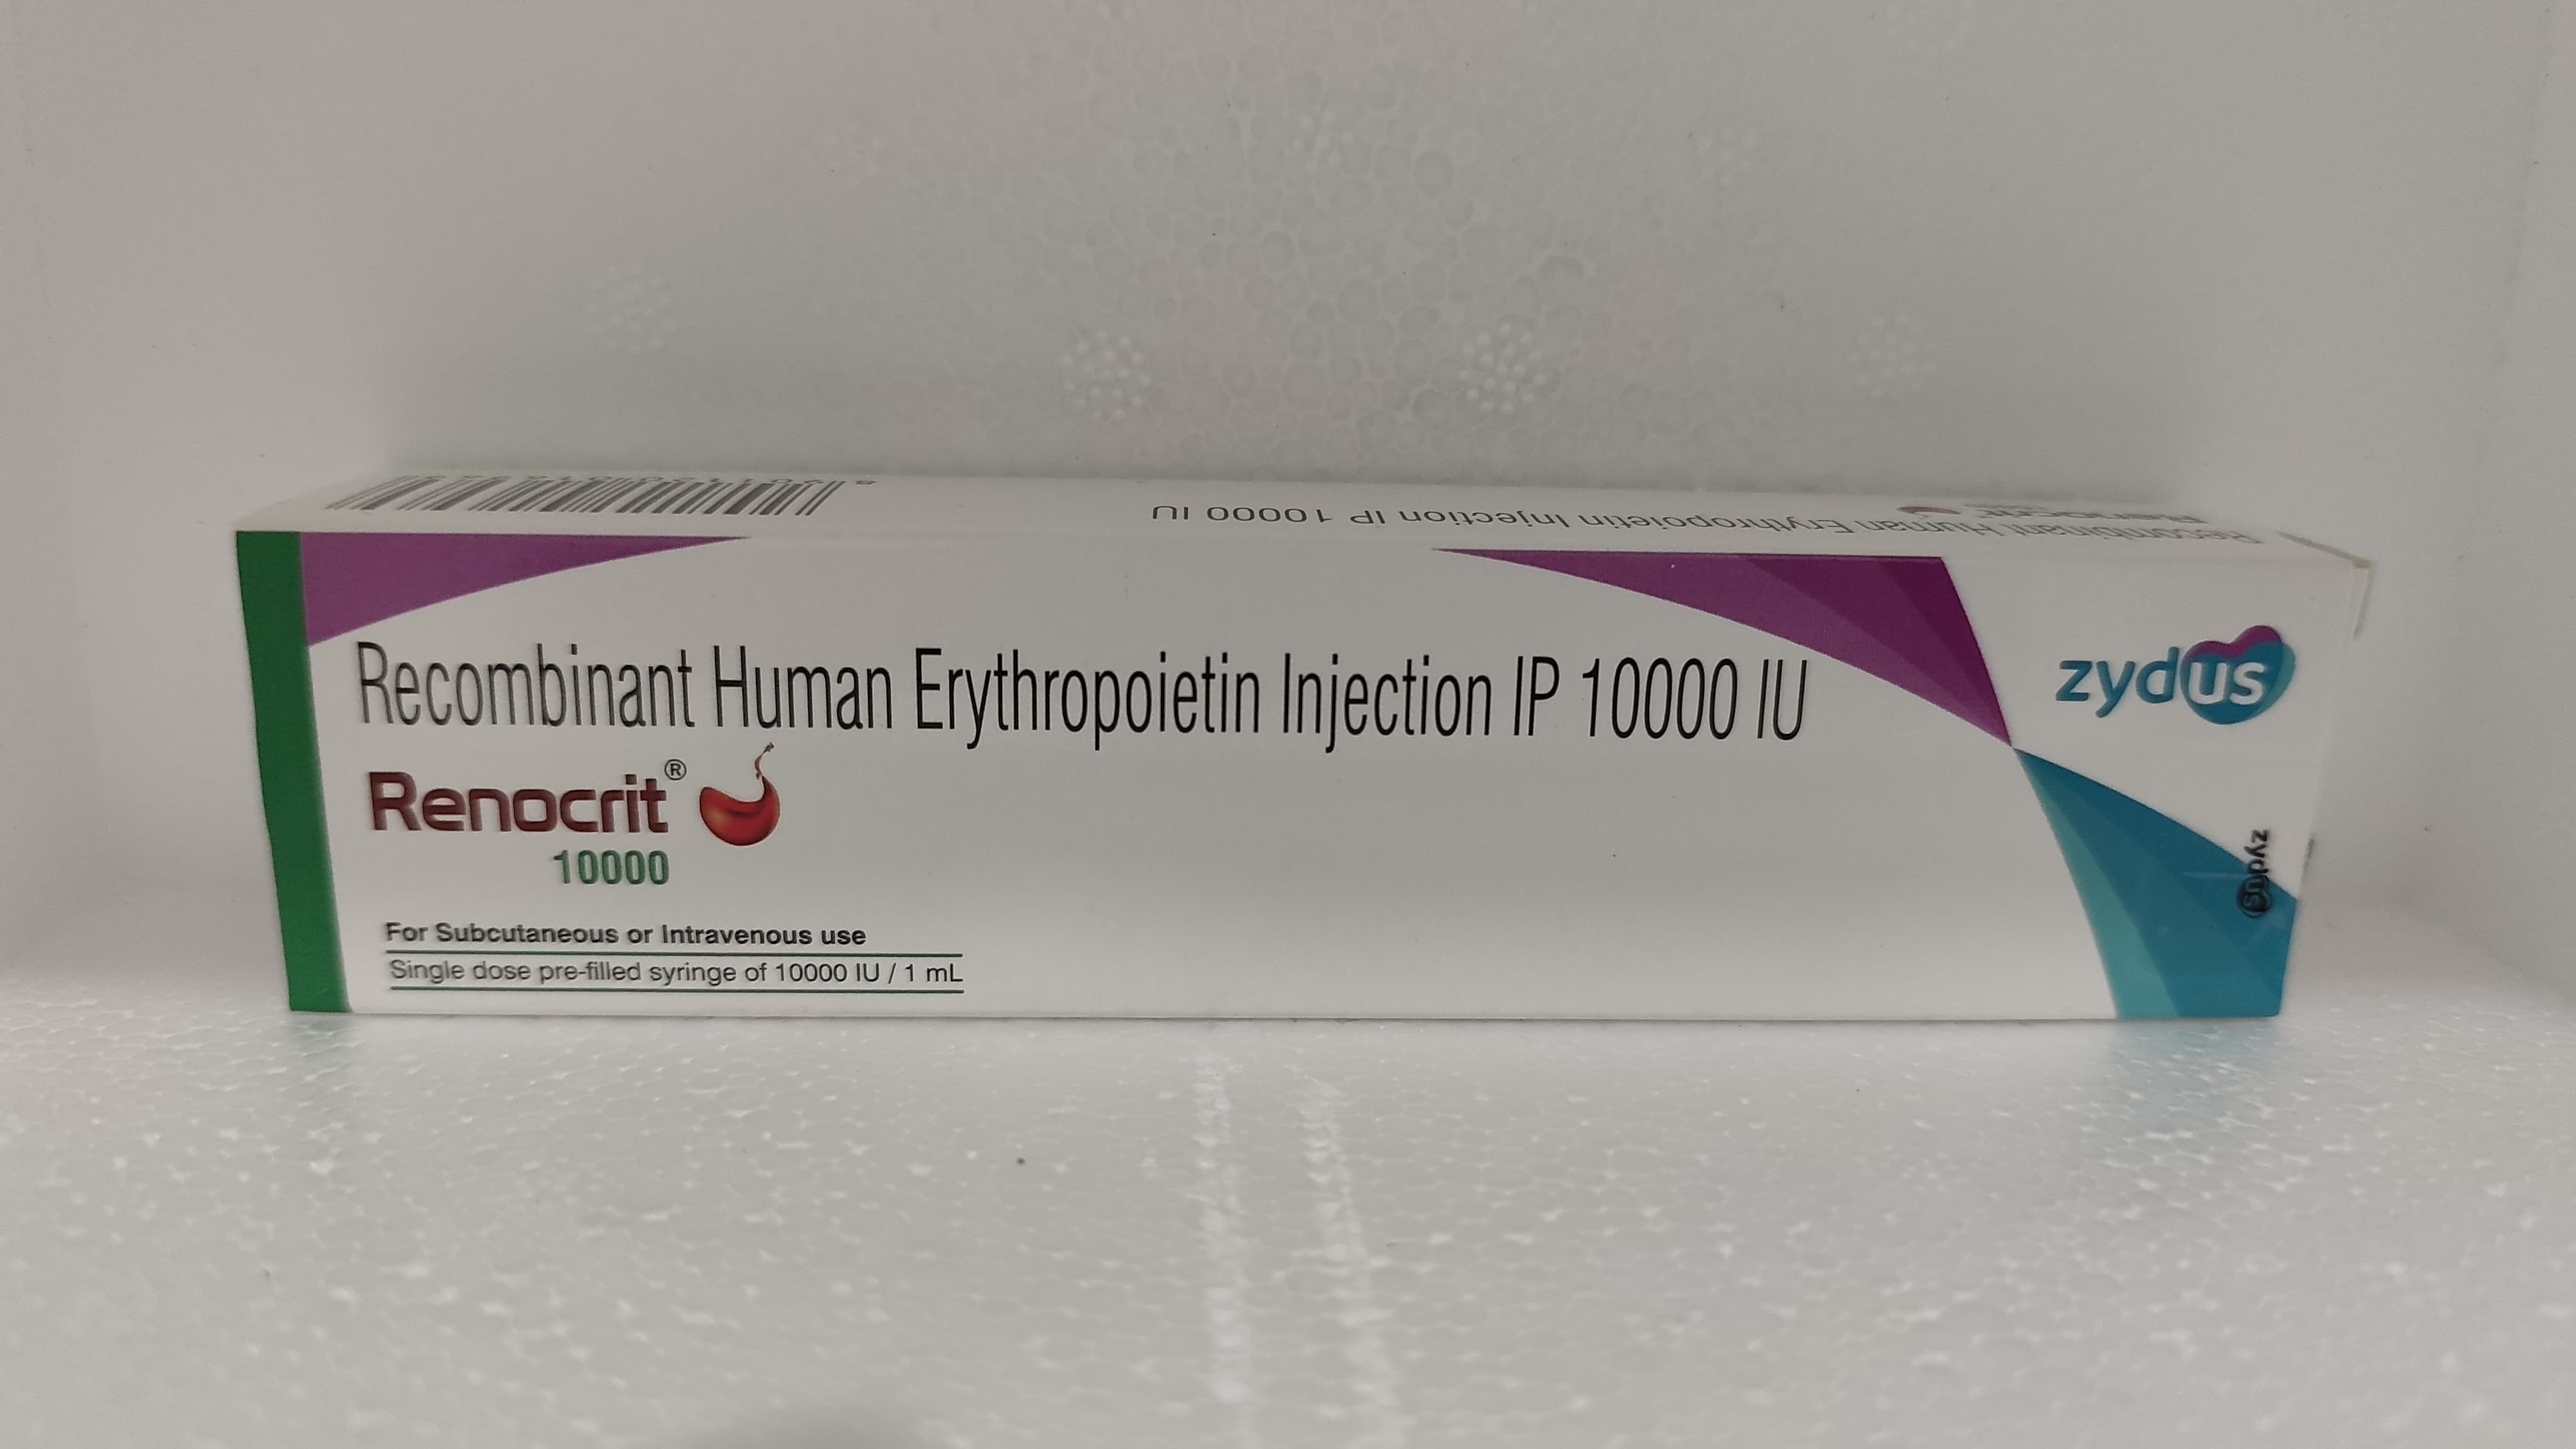 Recombinant Human Erythropoietin Injection IP 10000 IU
Recombinant Human Erythropoietin Injection IP 10000 IU
Renocrit®
10000
For Subcutaneous or Intravenous use
Single dose pre-filled syringe of 10000 IU / 1 mL
zydus
zydus